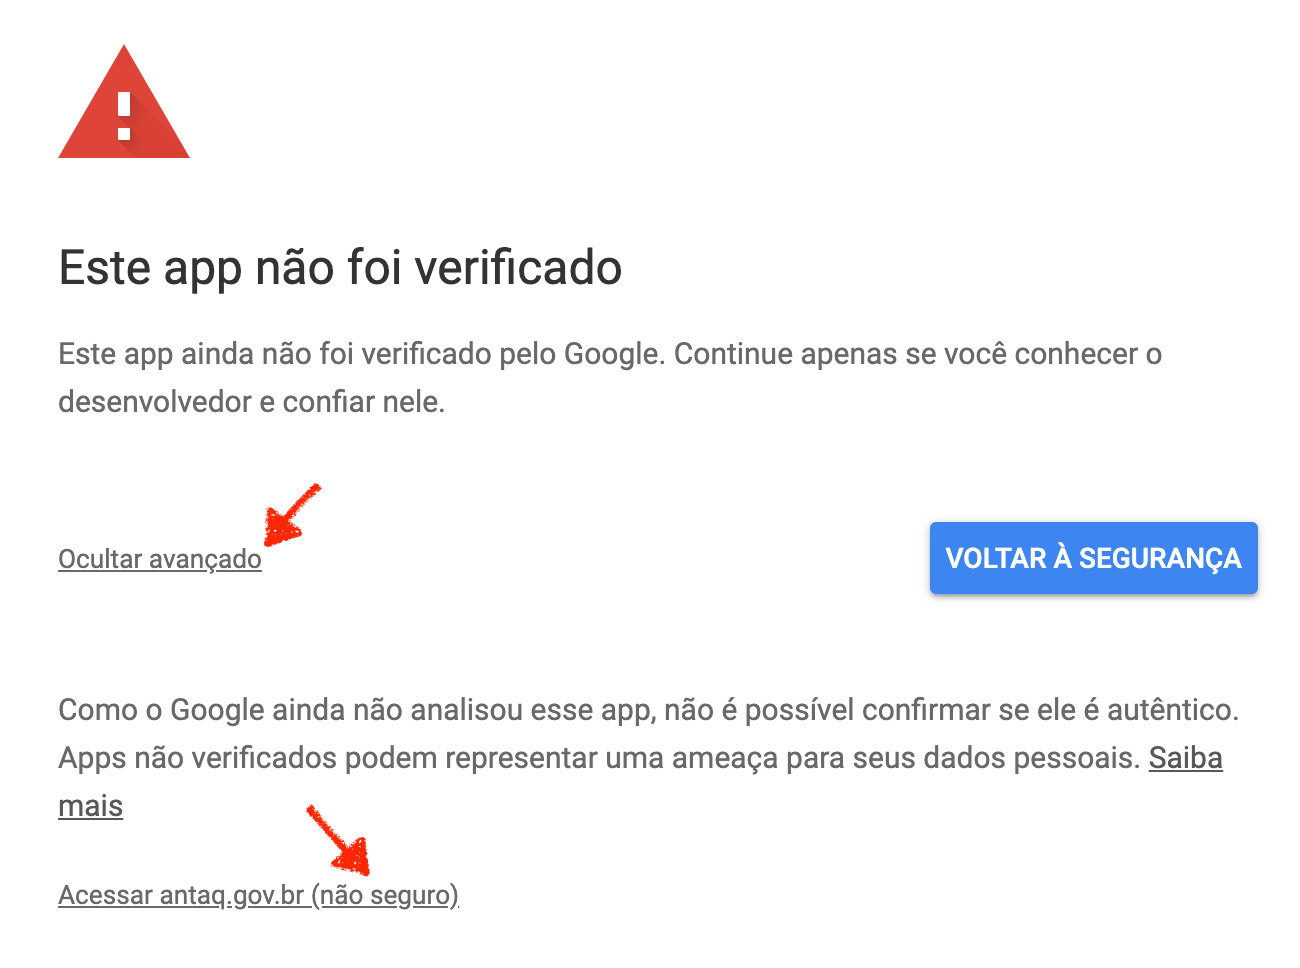 Este app não foi verificado
Este app ainda não foi verificado pelo Google. Continue apenas se você conhecer o
desenvolvedor e confiar nele.
Ocultar avançado
VOLTAR À SEGURANÇA
Como o Google ainda não analisou esse app, não é possível confirmar se ele é autêntico.
Apps não verificados podem representar uma ameaça para seus dados pessoais. Saiba
mais
Acessar antaq.gov.br (não seguro)